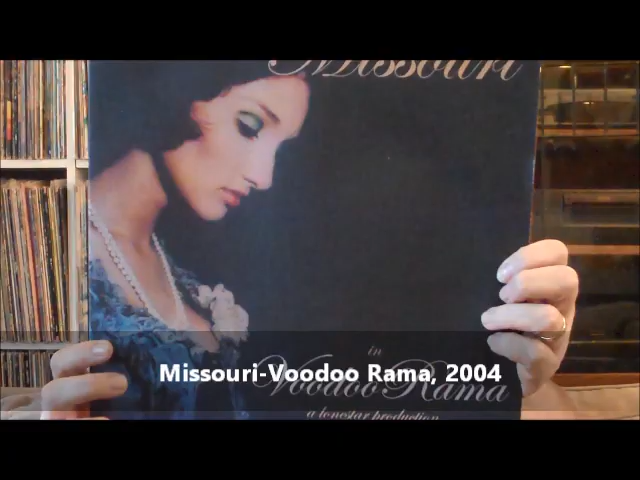 Missouri
in
Voodoo Rama
Missouri-Voodoo Rama, 2004
a lonestar production